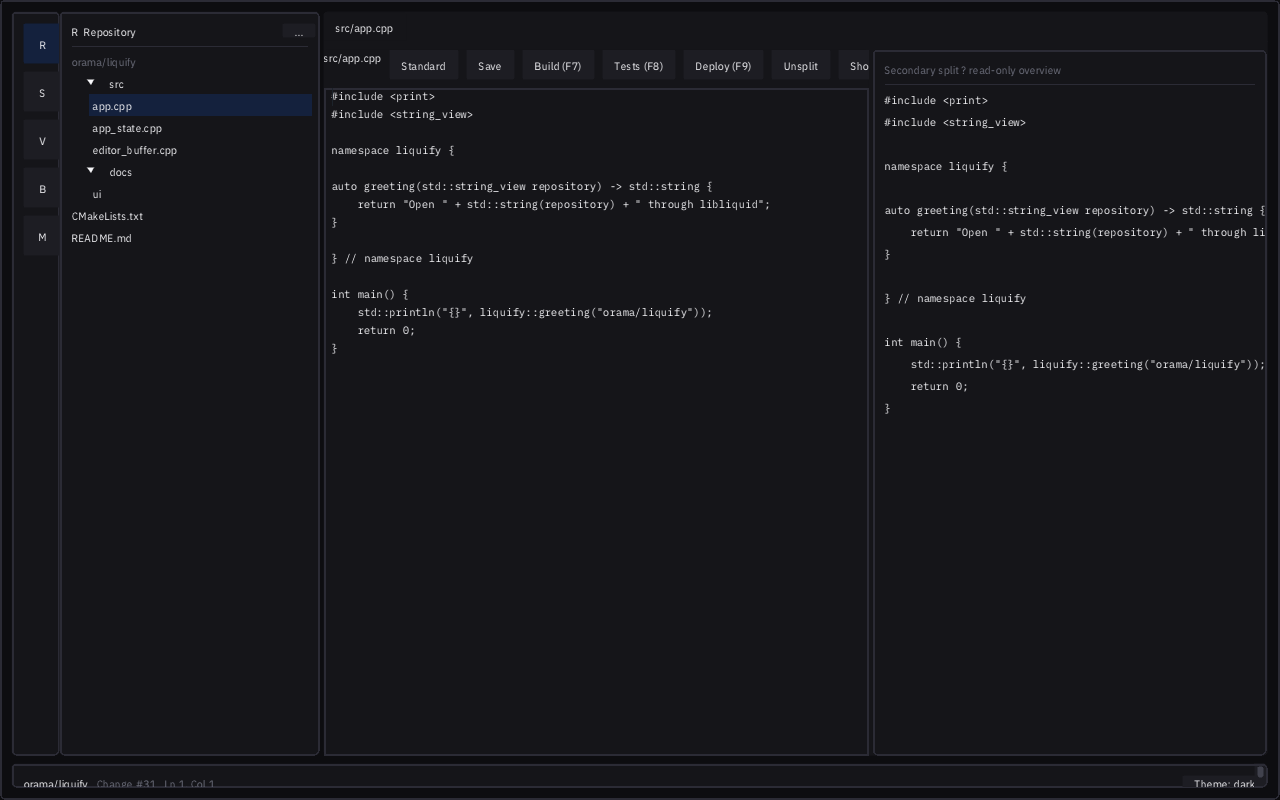 R
S
V
B
M
R Repository
...
orama/liquify
src
app.cpp
app_state.cpp
editor_buffer.cpp
docs
ui
CMakeLists.txt
README.md
src/app.cpp
src/app.cpp Standard Save Build (F7) Tests (F8) Deploy (F9) Unsplit Sho
#include <print>
#include <string_view>
namespace liquify {
auto greeting(std::string_view repository) -> std::string {
    return "Open " + std::string(repository) + " through libliquid";
}
} // namespace liquify
int main() {
    std::println("{}", liquify::greeting("orama/liquify"));
    return 0;
}
Secondary split ? read-only overview
#include <print>
#include <string_view>
namespace liquify {
auto greeting(std::string_view repository) -> std::string {
    return "Open " + std::string(repository) + " through li
}
} // namespace liquify
int main() {
    std::println("{}", liquify::greeting("orama/liquify"));
    return 0;
}
orama/liquify Change #31 Ln 1, Col 1
Theme: dark